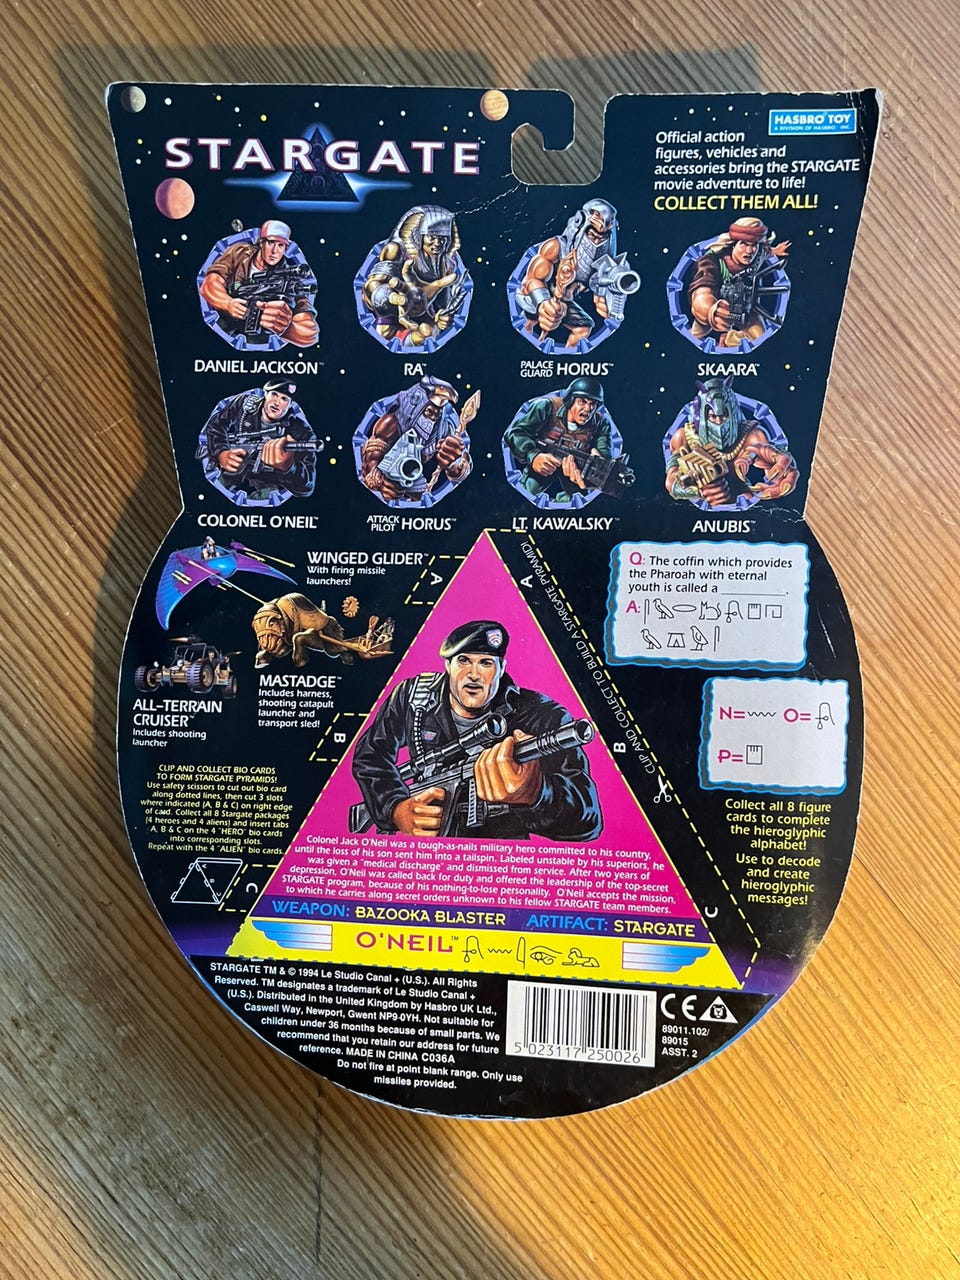 STARGATE™
HASBRO TOY
A DIVISION OF HASBRO, INC.
Official action
figures, vehicles and
accessories bring the STARGATE
movie adventure to life!
COLLECT THEM ALL!
DANIEL JACKSON™
RA™
PALACE GUARD HORUS™
SKAARA™
COLONEL O'NEIL™
ATTACK PILOT HORUS™
LT. KAWALSKY™
ANUBIS™
WINGED GLIDER™
With firing missile
launchers!
MASTADGE™
Includes harness,
shooting catapult
launcher and
transport sled!
ALL-TERRAIN
CRUISER™
Includes shooting
launcher
CLIP AND COLLECT BIO CARDS
TO FORM STARGATE PYRAMIDS!
Use safety scissors to cut out bio card
along dotted lines, then cut 3 slots
where indicated (A, B & C) on right edge
of card. Collect all 8 Stargate packages
(4 heroes and 4 aliens) and insert tabs
A, B & C on the 4 "HERO" bio cards
into corresponding slots.
Repeat with the 4 "ALIEN" bio cards.
A
B
C
A
B
C
CLIP AND COLLECT TO BUILD A STARGATE PYRAMID!
Q: The coffin which provides
the Pharoah with eternal
youth is called a ________.
A:
N= O=
P=
Collect all 8 figure
cards to complete
the hieroglyphic
alphabet!
Use to decode
and create
hieroglyphic
messages!
Colonel Jack O'Neil was a tough-as-nails military hero committed to his country,
until the loss of his son sent him into a tailspin. Labeled unstable by his superiors, he
was given a "medical discharge" and dismissed from service. After two years of
depression, O'Neil was called back for duty and offered the leadership of the top-secret
STARGATE program, because of his nothing-to-lose personality. O'Neil accepts the mission,
to which he carries along secret orders unknown to his fellow STARGATE team members.
WEAPON: BAZOOKA BLASTER ARTIFACT: STARGATE
O'NEIL™
STARGATE TM & © 1994 Le Studio Canal + (U.S.). All Rights
Reserved. TM designates a trademark of Le Studio Canal +
(U.S.). Distributed in the United Kingdom by Hasbro UK Ltd.,
Caswell Way, Newport, Gwent NP9 0YH. Not suitable for
children under 36 months because of small parts. We
recommend that you retain our address for future
reference. MADE IN CHINA C036A
Do not fire at point blank range. Only use
missiles provided.
5 023117 250026
CE
89011.102/
89015
ASST. 2